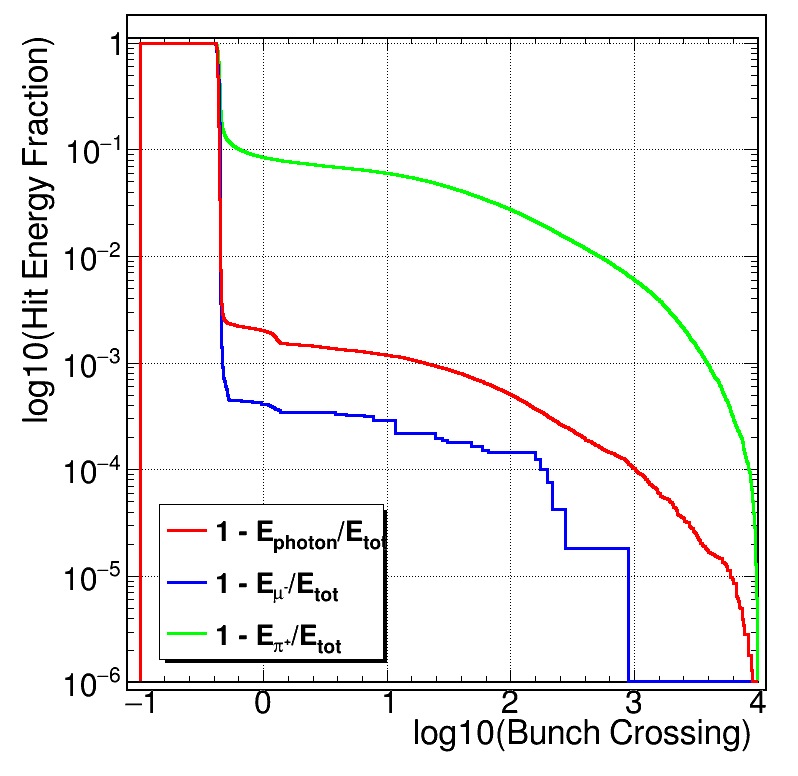 log10(Hit Energy Fraction)
1
10⁻¹
10⁻²
10⁻³
10⁻⁴
10⁻⁵
10⁻⁶
1 - E_photon/E_tot
1 - E_μ⁻/E_tot
1 - E_π⁺/E_tot
−1 0 1 2 3 4
log10(Bunch Crossing)